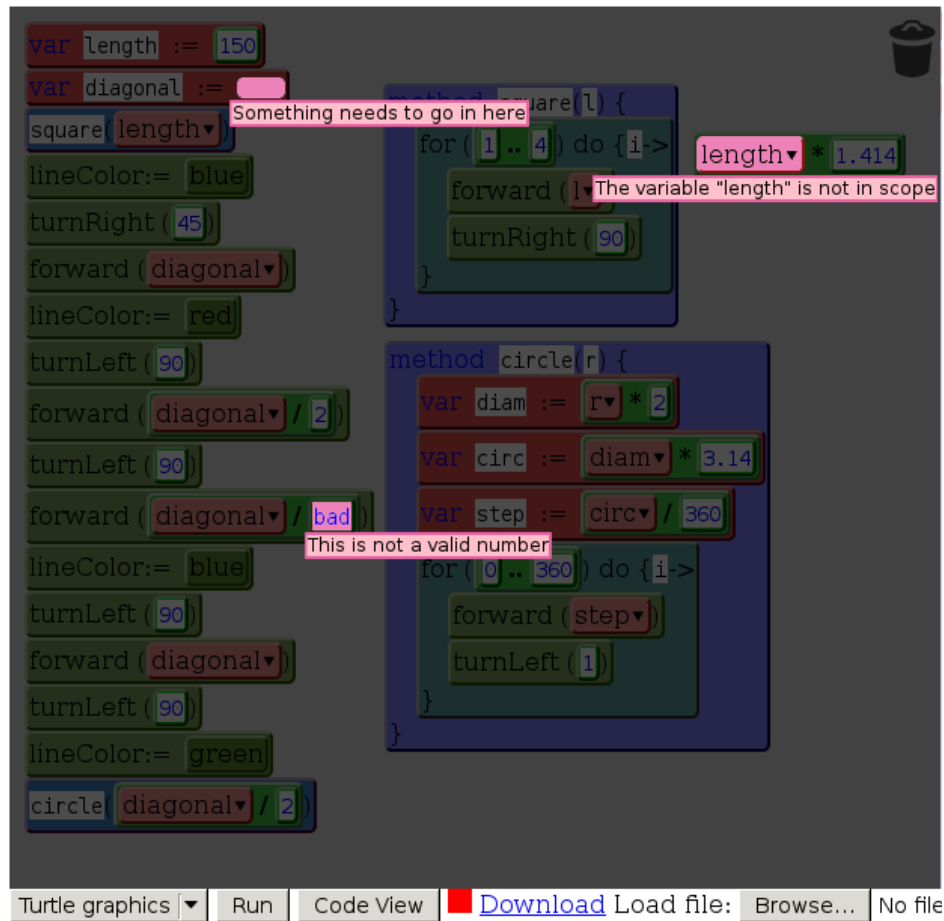 var length := 150
var diagonal :=
Something needs to go in here
square(length▾)
lineColor:= blue
turnRight (45)
forward (diagonal▾)
lineColor:= red
turnLeft (90)
forward (diagonal▾ / 2)
turnLeft (90)
forward (diagonal▾ / bad)
This is not a valid number
lineColor:= blue
turnLeft (90)
forward (diagonal▾)
turnLeft (90)
lineColor:= green
circle(diagonal▾ / 2)
method square(l) {
for (1 .. 4) do {i->
forward (l▾
turnRight (90)
}
}
length▾ * 1.414
The variable "length" is not in scope
method circle(r) {
var diam := r▾ * 2
var circ := diam▾ * 3.14
var step := circ▾ / 360
for (0 .. 360) do {i->
forward (step▾)
turnLeft (1)
}
}
Turtle graphics ▾ Run Code View Download Load file: Browse... No file